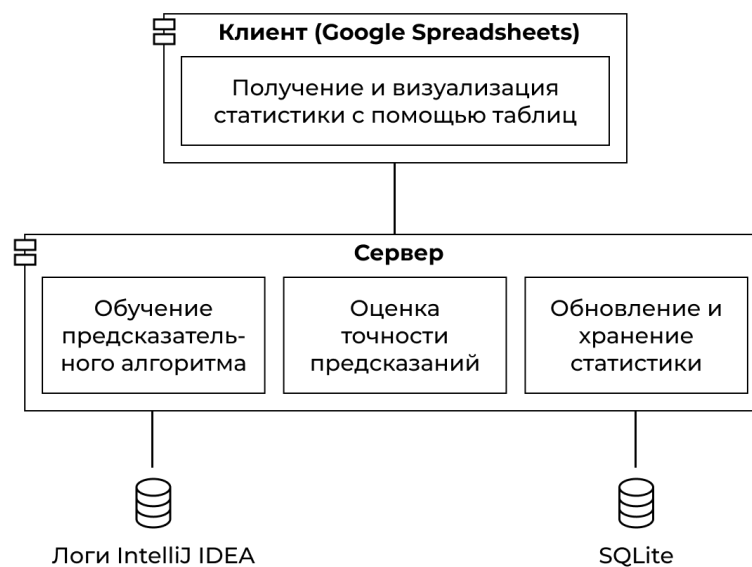 Клиент (Google Spreadsheets)
Получение и визуализация
статистики с помощью таблиц
Сервер
Обучение
предсказатель-
ного алгоритма
Оценка
точности
предсказаний
Обновление и
хранение
статистики
Логи IntelliJ IDEA
SQLite